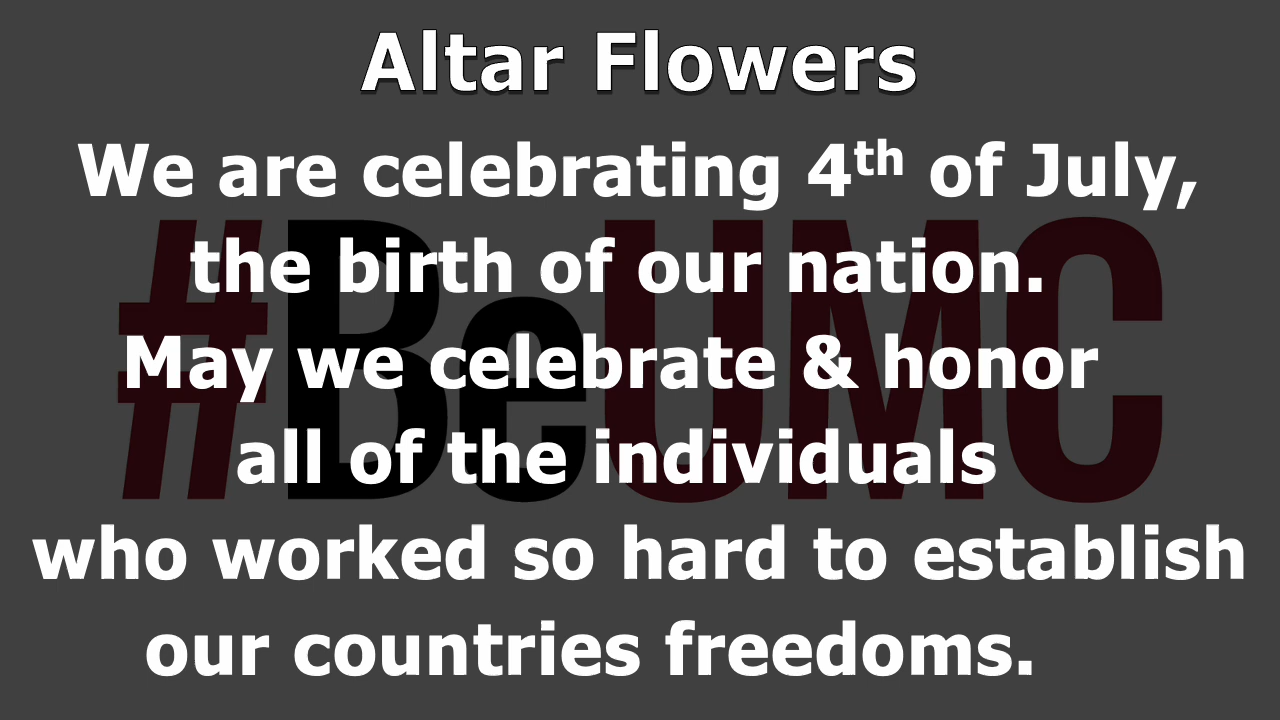 Altar Flowers
We are celebrating 4th of July,
the birth of our nation.
May we celebrate & honor
all of the individuals
who worked so hard to establish
our countries freedoms.
#BeUMC